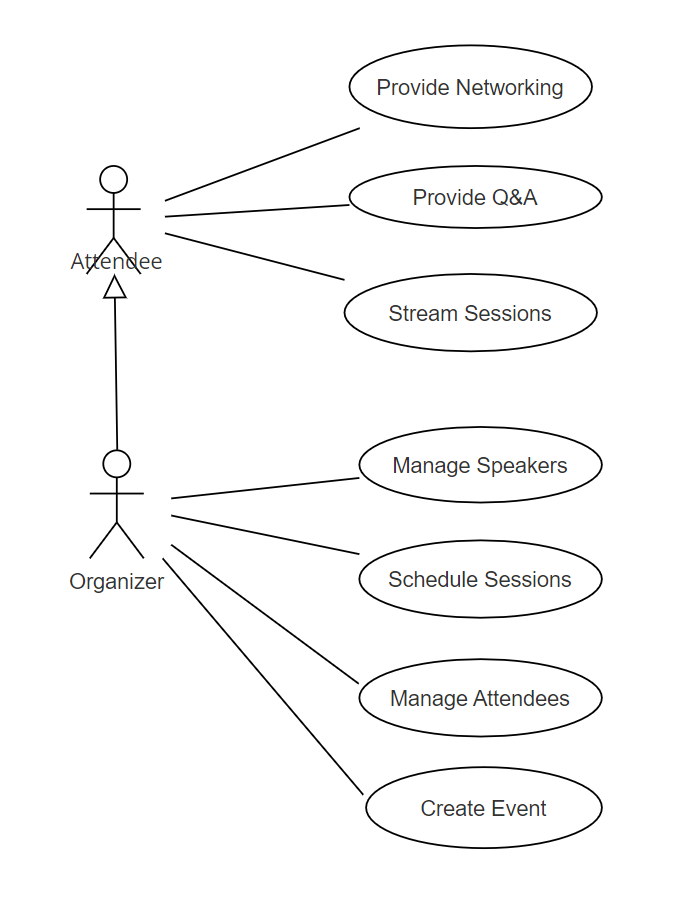 Provide Networking
Provide Q&A
Attendee
Stream Sessions
Manage Speakers
Schedule Sessions
Organizer
Manage Attendees
Create Event